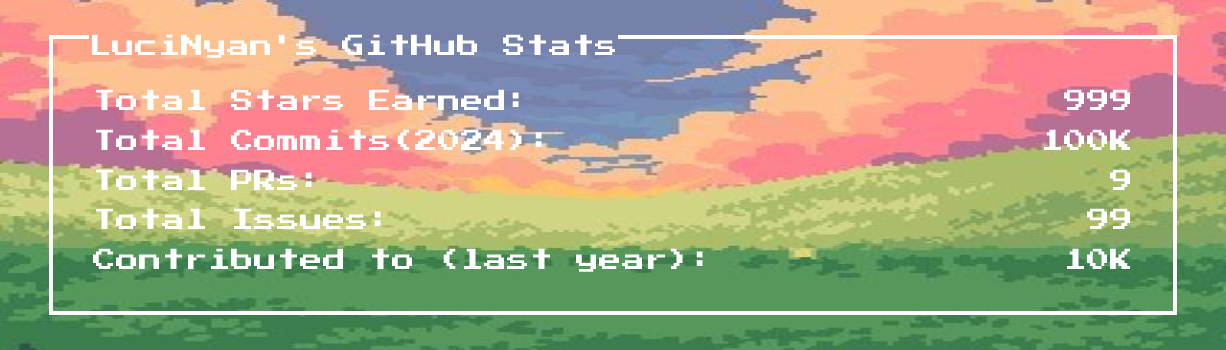 LuciNyan's GitHub Stats
Total Stars Earned: 999
Total Commits(2024): 100K
Total PRs: 9
Total Issues: 99
Contributed to (last year): 10K